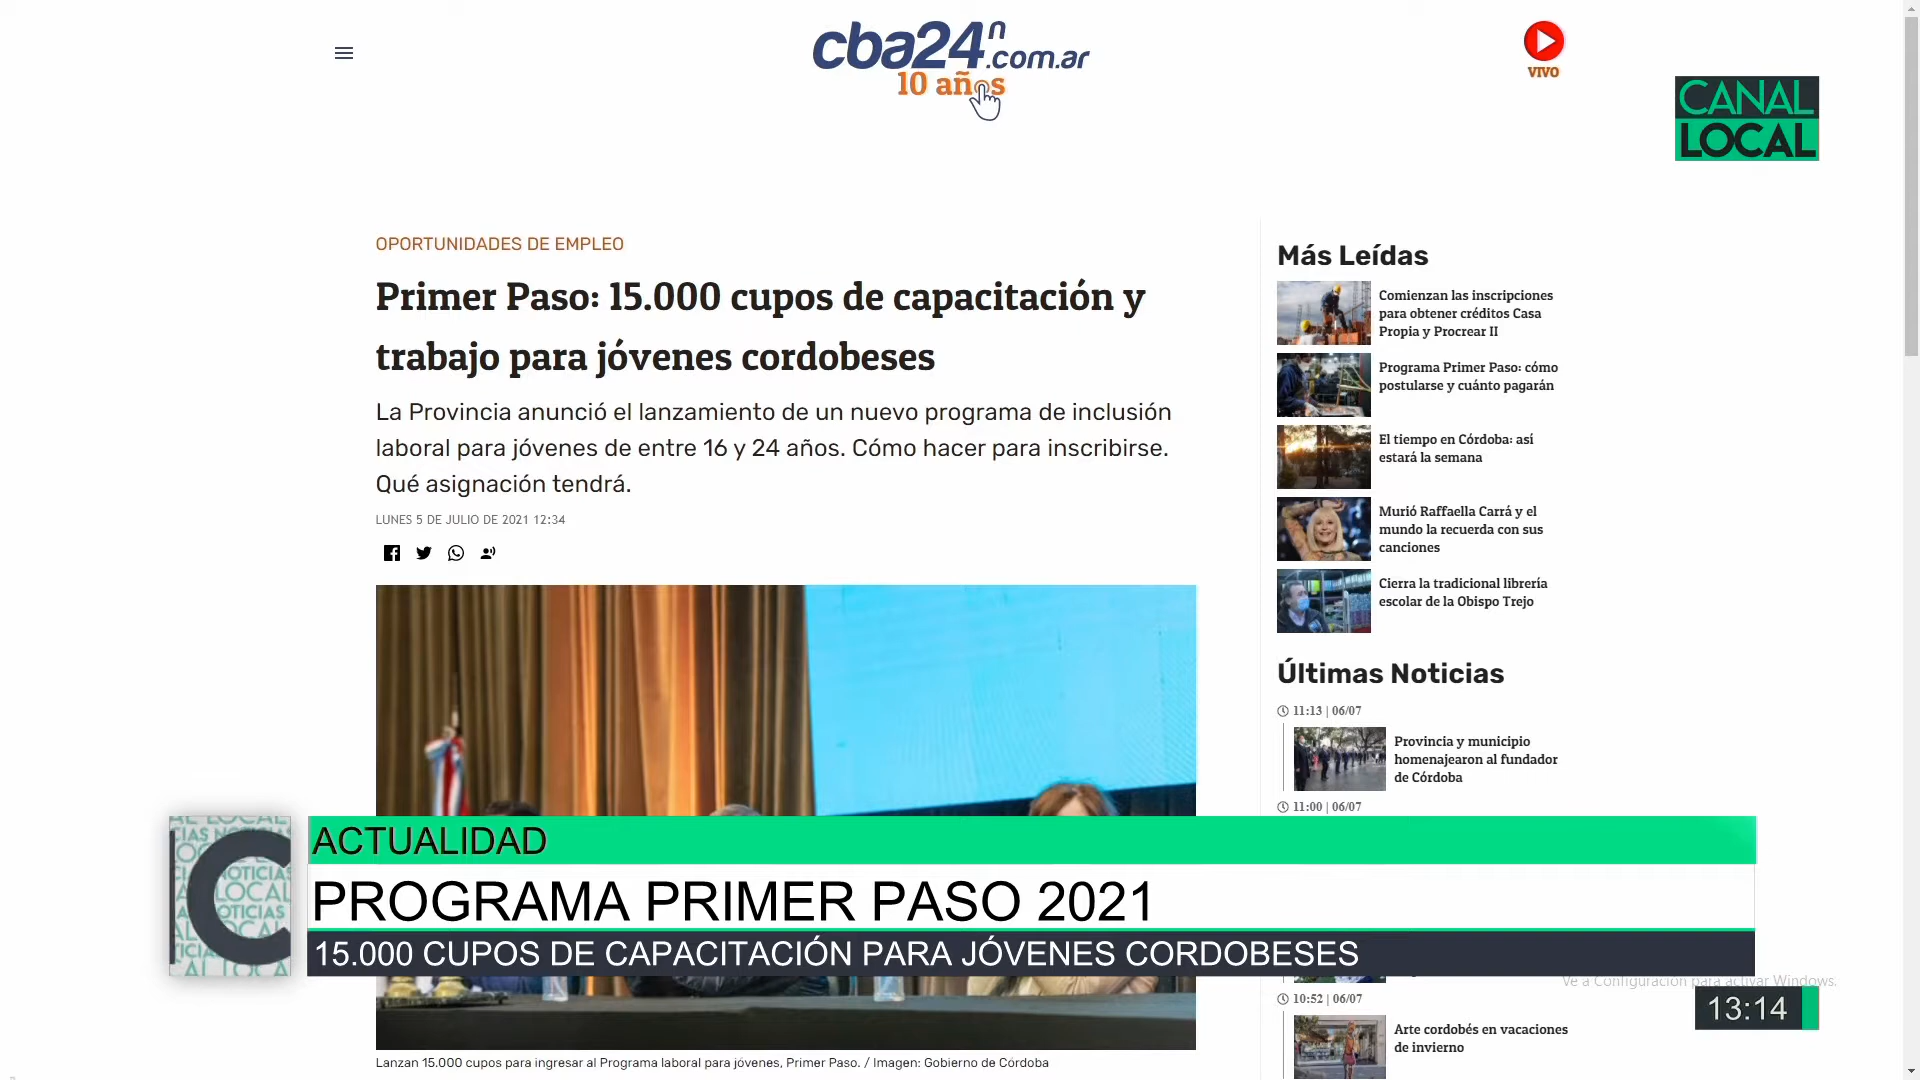 cba24n.com.ar
10 años
VIVO
CANAL
LOCAL
OPORTUNIDADES DE EMPLEO
Primer Paso: 15.000 cupos de capacitación y
trabajo para jóvenes cordobeses
La Provincia anunció el lanzamiento de un nuevo programa de inclusión
laboral para jóvenes de entre 16 y 24 años. Cómo hacer para inscribirse.
Qué asignación tendrá.
LUNES 5 DE JULIO DE 2021 12:34
Más Leídas
Comienzan las inscripciones
para obtener créditos Casa
Propia y Procrear II
Programa Primer Paso: cómo
postularse y cuánto pagarán
El tiempo en Córdoba: así
estará la semana
Murió Raffaella Carrá y el
mundo la recuerda con sus
canciones
Cierra la tradicional librería
escolar de la Obispo Trejo
Últimas Noticias
11:13 | 06/07
Provincia y municipio
homenajearon al fundador
de Córdoba
11:00 | 06/07
ACTUALIDAD
PROGRAMA PRIMER PASO 2021
15.000 CUPOS DE CAPACITACIÓN PARA JÓVENES CORDOBESES
Ve a Configuración para activar Windows.
10:52 | 06/07
13:14
Arte cordobés en vacaciones
de invierno
Lanzan 15.000 cupos para ingresar al Programa laboral para jóvenes, Primer Paso. / Imagen: Gobierno de Córdoba